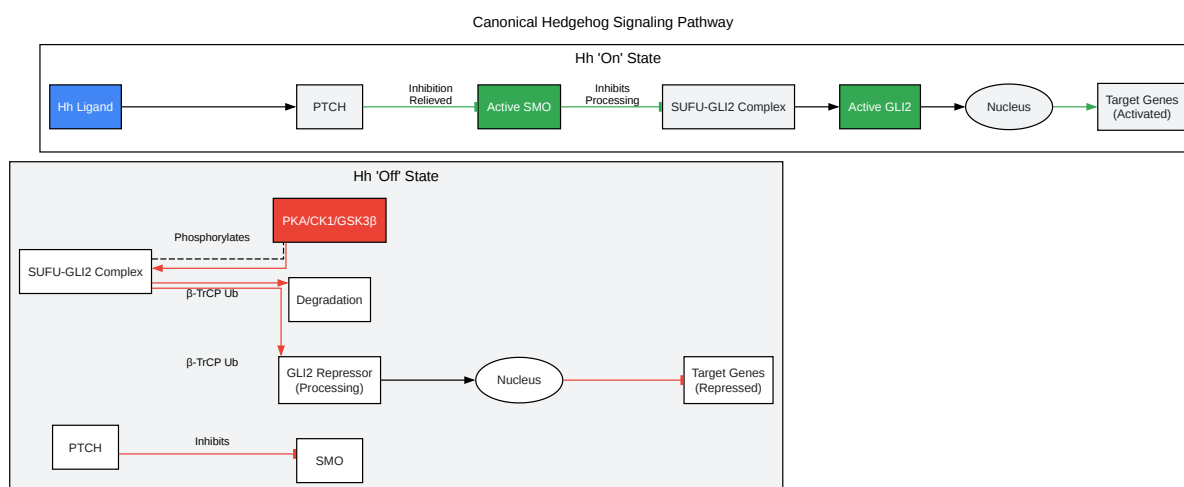 Canonical Hedgehog Signaling Pathway
Hh 'On' State
Hh Ligand
PTCH
Inhibition
Relieved
Active SMO
Inhibits
Processing
SUFU-GLI2 Complex
Active GLI2
Nucleus
Target Genes
(Activated)
Hh 'Off' State
PKA/CK1/GSK3β
Phosphorylates
SUFU-GLI2 Complex
β-TrCP Ub
Degradation
β-TrCP Ub
GLI2 Repressor
(Processing)
Nucleus
Target Genes
(Repressed)
PTCH
Inhibits
SMO